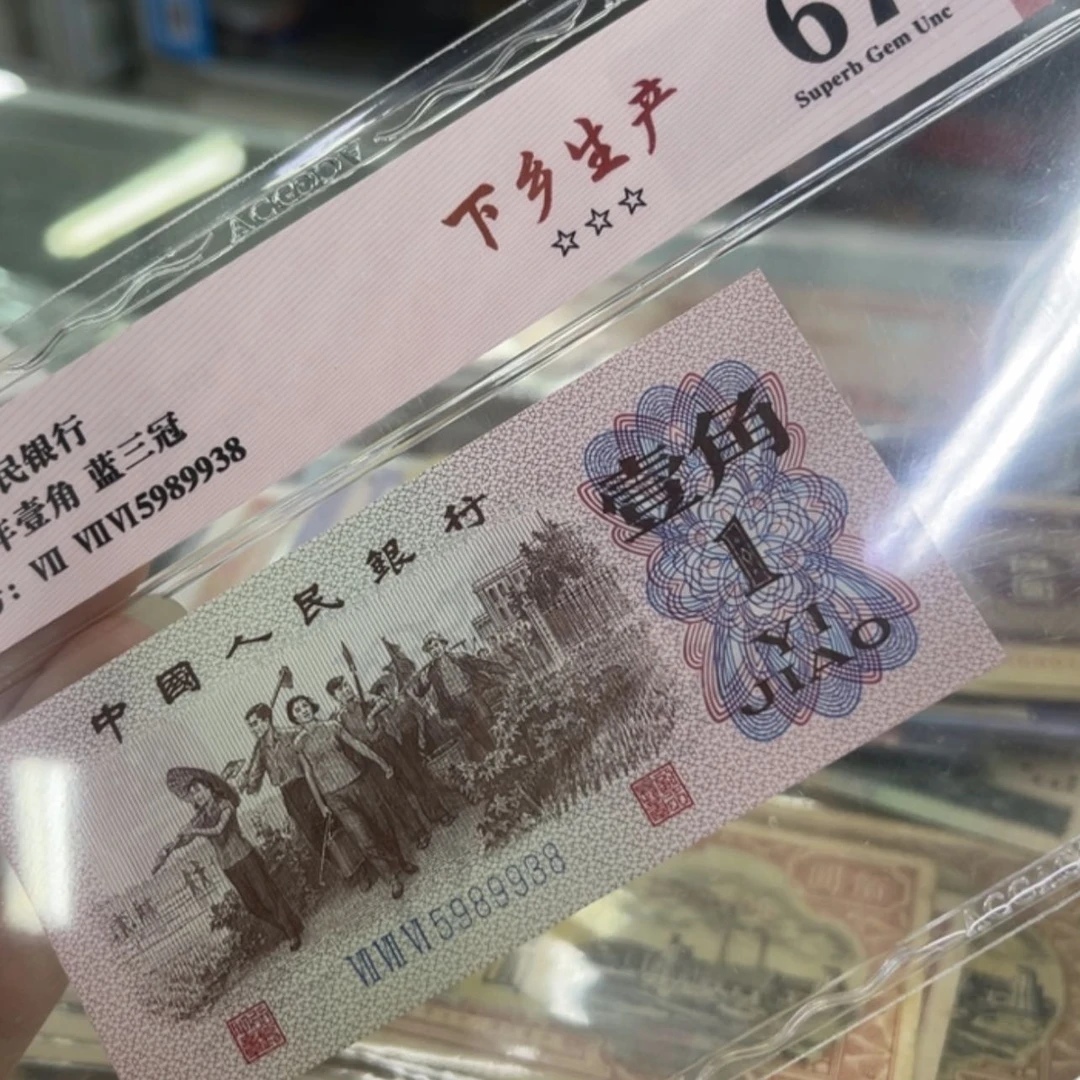 67
Superb Gem Unc
下乡生产
民银行
年壹角 蓝三冠
: Ⅶ ⅦⅥ5989938
ACGGCA
中國人民銀行
壹角
1
YI
JIAO
ⅦⅦⅥ5989938